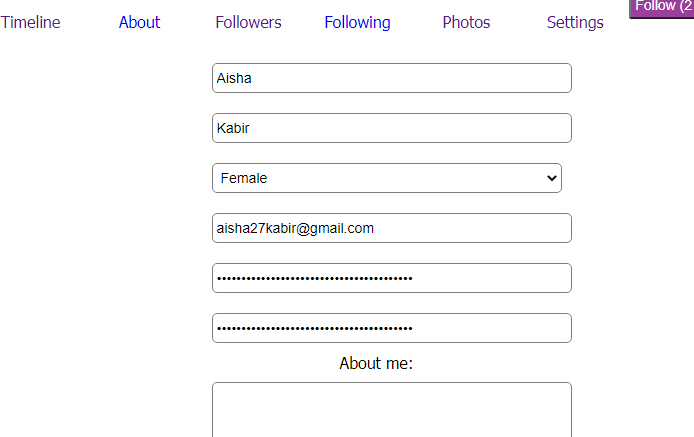 Timeline About Followers Following Photos Settings Follow (2
Aisha
Kabir
Female
aisha27kabir@gmail.com
•••••••••••••••••••••••••••••••••••••••••
•••••••••••••••••••••••••••••••••••••••••
About me: